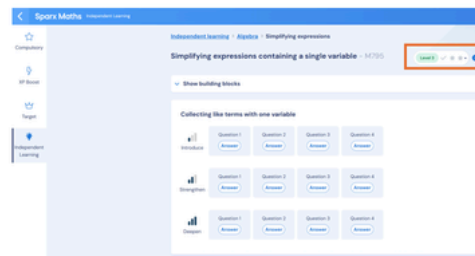 Sparx Maths Independent Learning
Compulsory
XP Boost
Target
Independent
Learning
Independent learning > Algebra > Simplifying expressions
Simplifying expressions containing a single variable - M795
Show building blocks
Collecting like terms with one variable
Introduce
Question 1 Question 2 Question 3 Question 4
Answer Answer Answer Answer
Strengthen
Question 1 Question 2 Question 3 Question 4
Answer Answer Answer Answer
Deepen
Question 1 Question 2 Question 3 Question 4
Answer Answer Answer Answer